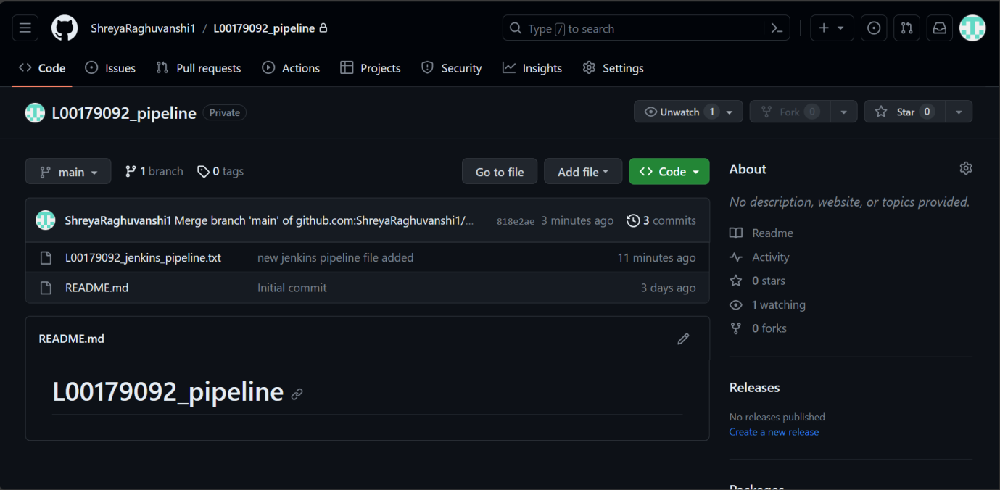 ShreyaRaghuvanshi1 / L00179092_pipeline
Type / to search
Code Issues Pull requests Actions Projects Security Insights Settings
L00179092_pipeline Private
Unwatch 1 Fork 0 Star 0
main 1 branch 0 tags Go to file Add file Code
ShreyaRaghuvanshi1 Merge branch 'main' of github.com:ShreyaRaghuvanshi1/... 818e2ae 3 minutes ago 3 commits
L00179092_jenkins_pipeline.txt new jenkins pipeline file added 11 minutes ago
README.md Initial commit 3 days ago
README.md
L00179092_pipeline
About
No description, website, or topics provided.
Readme
Activity
0 stars
1 watching
0 forks
Releases
No releases published
Create a new release
Packages